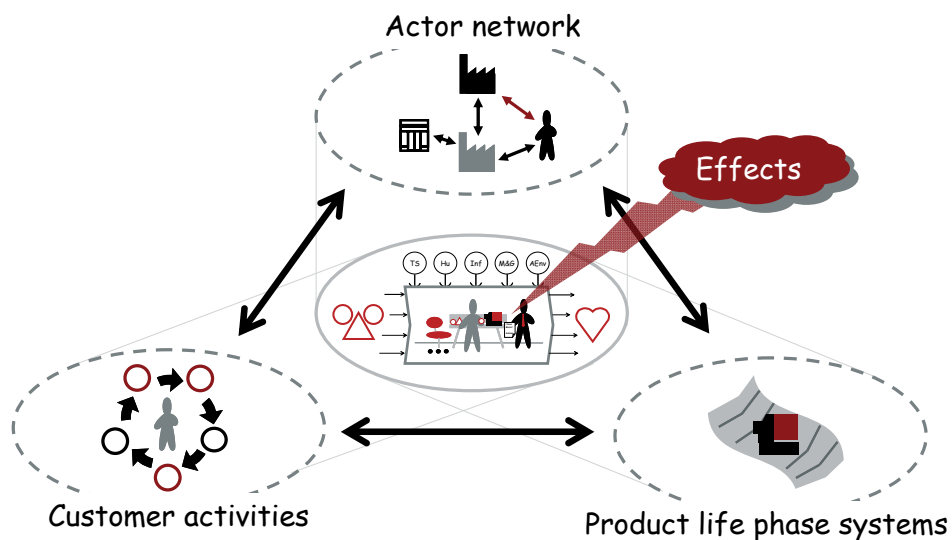 Actor network
Effects
TS Hu Inf M&G AEnv
Customer activities
Product life phase systems